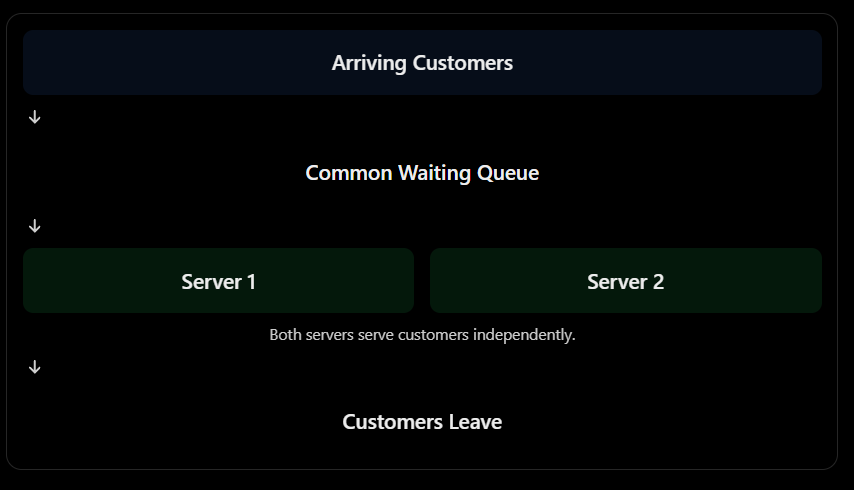 Arriving Customers
↓
Common Waiting Queue
↓
Server 1
Server 2
Both servers serve customers independently.
↓
Customers Leave